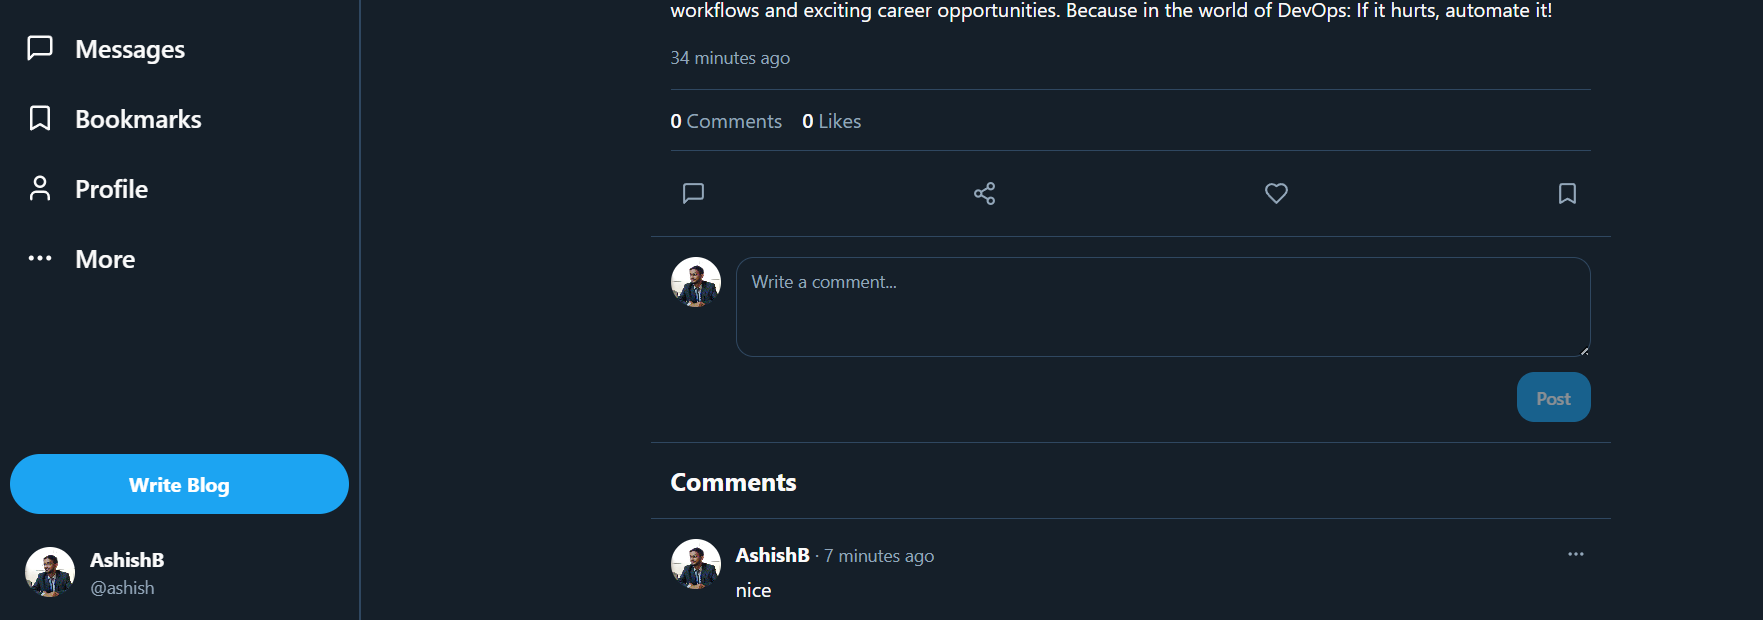 Messages
Bookmarks
Profile
More
Write Blog
AshishB
@ashish
workflows and exciting career opportunities. Because in the world of DevOps: If it hurts, automate it!
34 minutes ago
0 Comments 0 Likes
Write a comment...
Post
Comments
AshishB · 7 minutes ago
nice